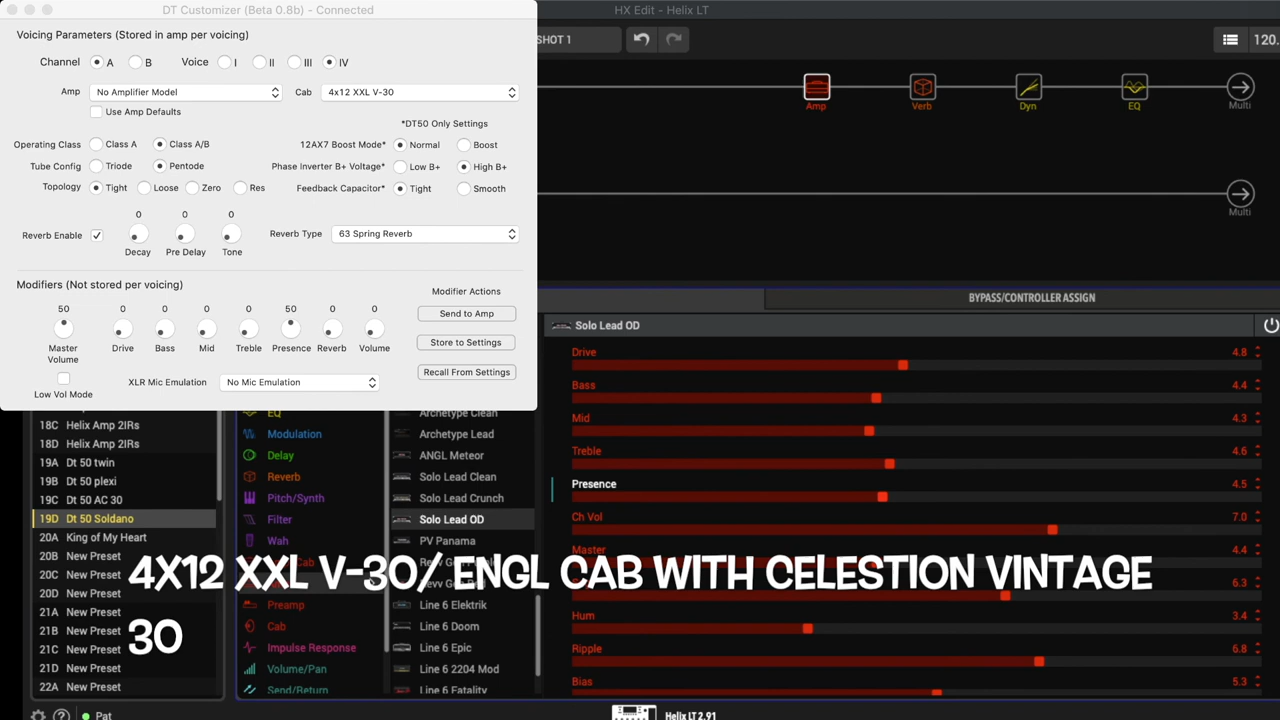 DT Customizer (Beta 0.8b) - Connected
HX Edit - Helix LT
Voicing Parameters (Stored in amp per voicing)
Channel A B Voice I II III IV
Amp No Amplifier Model Cab 4x12 XXL V-30
Use Amp Defaults
*DT50 Only Settings
Operating Class Class A Class A/B 12AX7 Boost Mode* Normal Boost
Tube Config Triode Pentode Phase inverter B+ Voltage* Low B+ High B+
Topology Tight Loose Zero Res Feedback Capacitor* Tight Smooth
0 0 0
Reverb Enable Reverb Type 63 Spring Reverb
Decay Pre Delay Tone
Modifiers (Not stored per voicing)
Modifier Actions
50 0 0 0 0 50 0 0
Send to Amp
Master Volume Drive Bass Mid Treble Presence Reverb Volume
Store to Settings
Recall From Settings
Low Vol Mode
XLR Mic Emulation No Mic Emulation
SHOT 1
120.
Amp Verb Dyn EQ Multi
Multi
BYPASS/CONTROLLER ASSIGN
Solo Lead OD
Drive 4.8
Bass 4.4
Mid 4.3
Treble 4.6
Presence 4.5
Ch Vol 7.0
Master 4.4
6.3
Hum 3.4
Ripple 6.8
Bias 5.3
18C Helix Amp 2IRs
18D Helix Amp 2IRs
19A Dt 50 twin
19B Dt 50 plexi
19C Dt 50 AC 30
19D Dt 50 Soldano
20A King of My Heart
20B New Preset
20C New Preset
20D New Preset
21A New Preset
21B New Preset
21C New Preset
21D New Preset
22A New Preset
EQ
Modulation
Delay
Reverb
Pitch/Synth
Filter
Wah
Preamp
Cab
Impulse Response
Volume/Pan
Send/Return
Archetype Clean
Archetype Lead
ANGL Meteor
Solo Lead Clean
Solo Lead Crunch
Solo Lead OD
PV Panama
Line 6 Elektrik
Line 6 Doom
Line 6 Epic
Line 6 2204 Mod
Line 6 Fatality
4X12 XXL V-30/ ENGL CAB WITH CELESTION VINTAGE
30
Pat
Helix LT 2.91